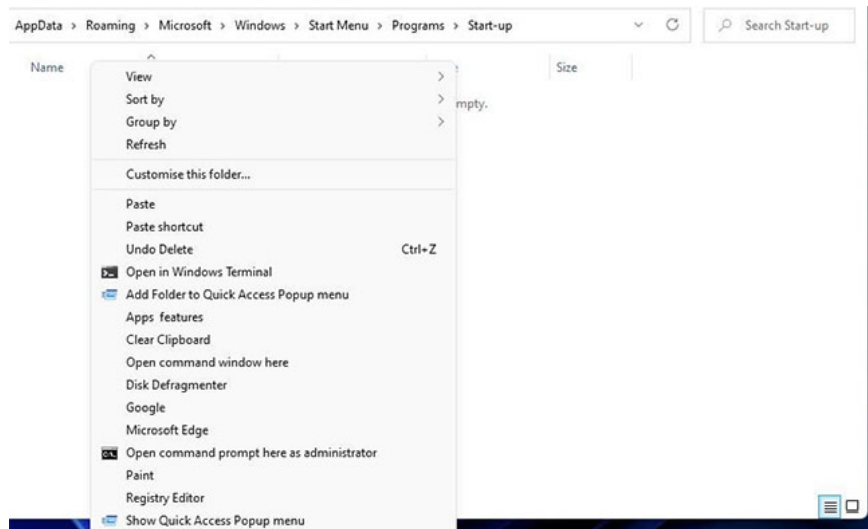 AppData > Roaming > Microsoft > Windows > Start Menu > Programs > Start-up
Search Start-up
Name
Size
mpty.
View
Sort by
Group by
Refresh
Customise this folder...
Paste
Paste shortcut
Undo Delete Ctrl+Z
Open in Windows Terminal
Add Folder to Quick Access Popup menu
Apps features
Clear Clipboard
Open command window here
Disk Defragmenter
Google
Microsoft Edge
Open command prompt here as administrator
Paint
Registry Editor
Show Quick Access Popup menu